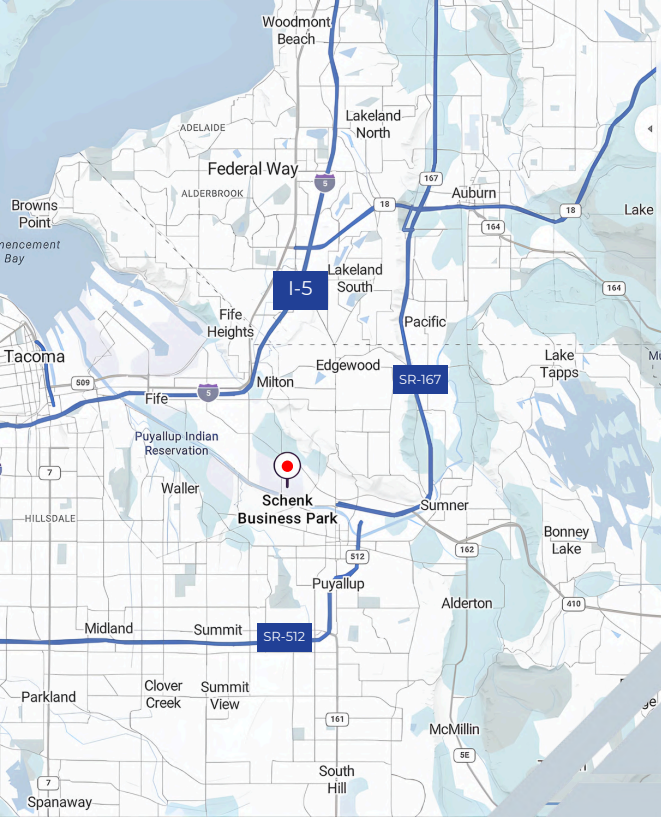 Woodmont
Beach
ADELAIDE
Lakeland
North
Federal Way
5
167
ALDERBROOK
Auburn
Browns
Point
18
18
Lake
164
mencement
Bay
Lakeland
South
I-5
164
Fife
Heights
Pacific
Tacoma
Edgewood
Lake
Tapps
509
Milton
SR-167
Fife
5
Puyallup Indian
Reservation
7
Waller
Schenk
Business Park
Sumner
HILLSDALE
162
Bonney
Lake
512
Puyallup
Alderton
410
Midland
Summit
SR-512
Parkland
Clover
Creek
Summit
View
161
McMillin
5E
South
Hill
7
Spanaway